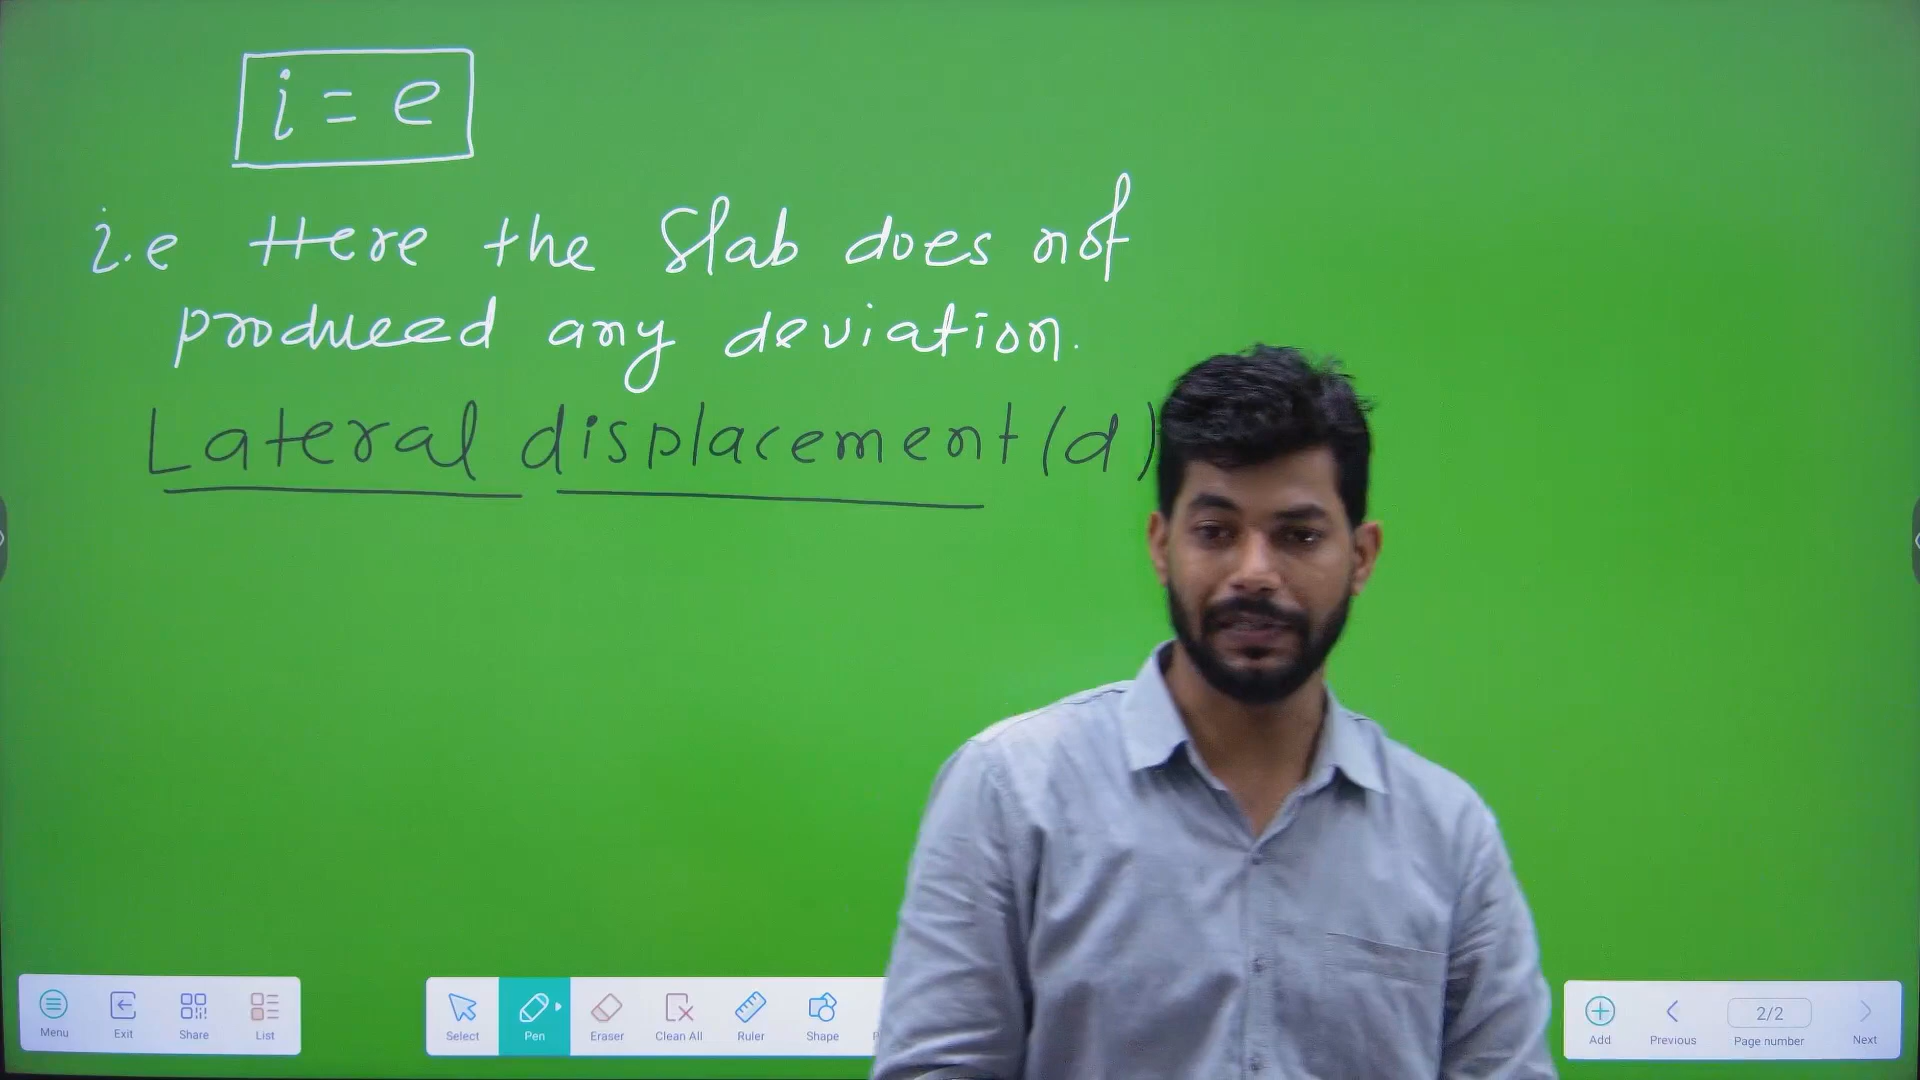 i = e
i.e Here the Slab does not
produced any deviation.
Lateral displacement (d)
Menu Exit Share List Select Pen Eraser Clean All Ruler Shape Add Previous 2/2 Page number Next